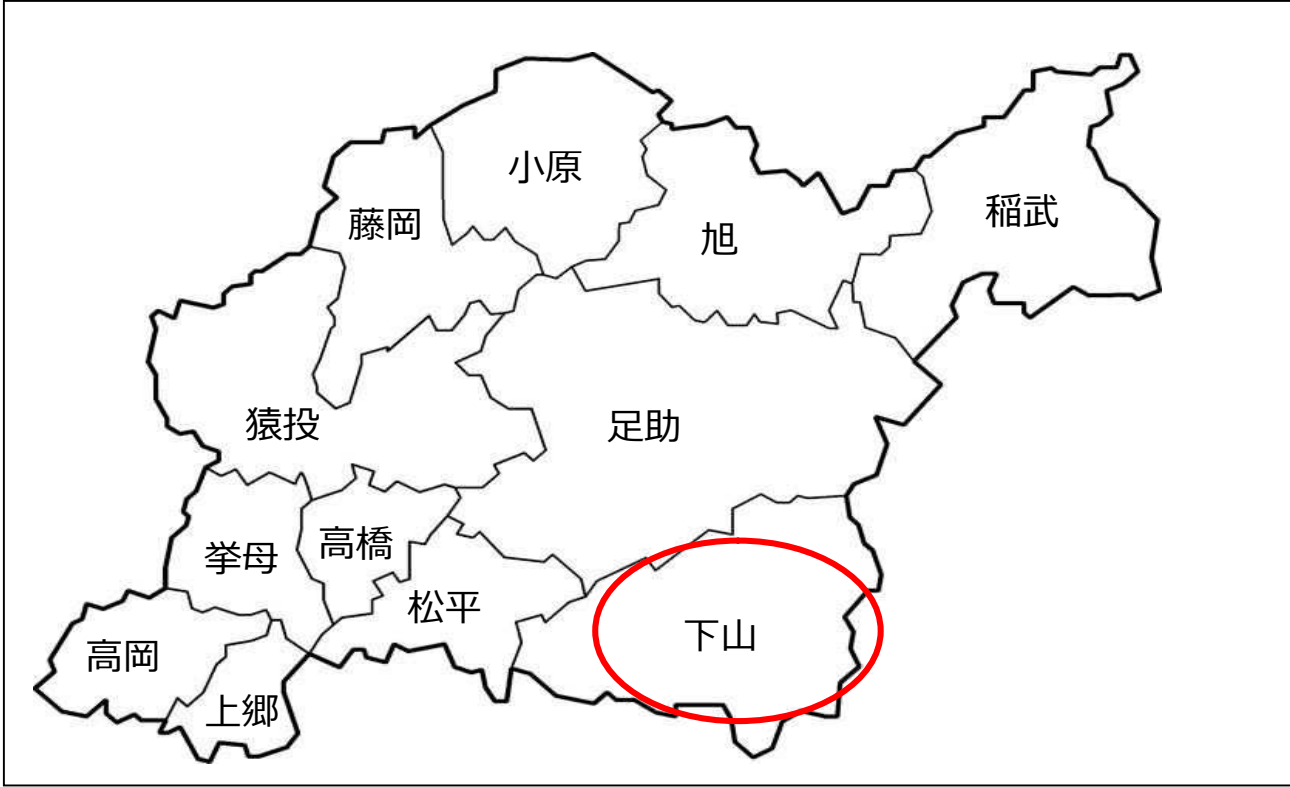 小原
稲武
藤岡
旭
猿投
足助
挙母
高橋
松平
下山
高岡
上郷